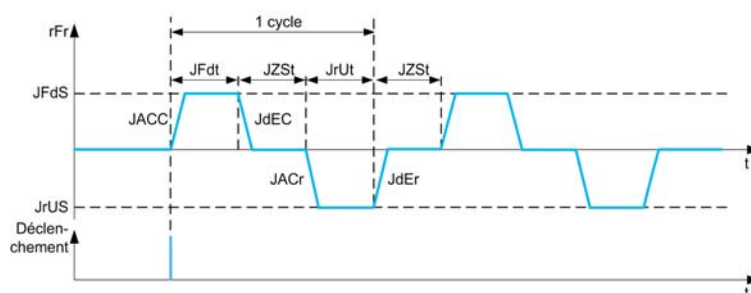 rFr
1 cycle
JFdt JZSt JrUt JZSt
JFdS
JACC JdEC
t
JACr JdEr
JrUS
Déclen-
chement
t